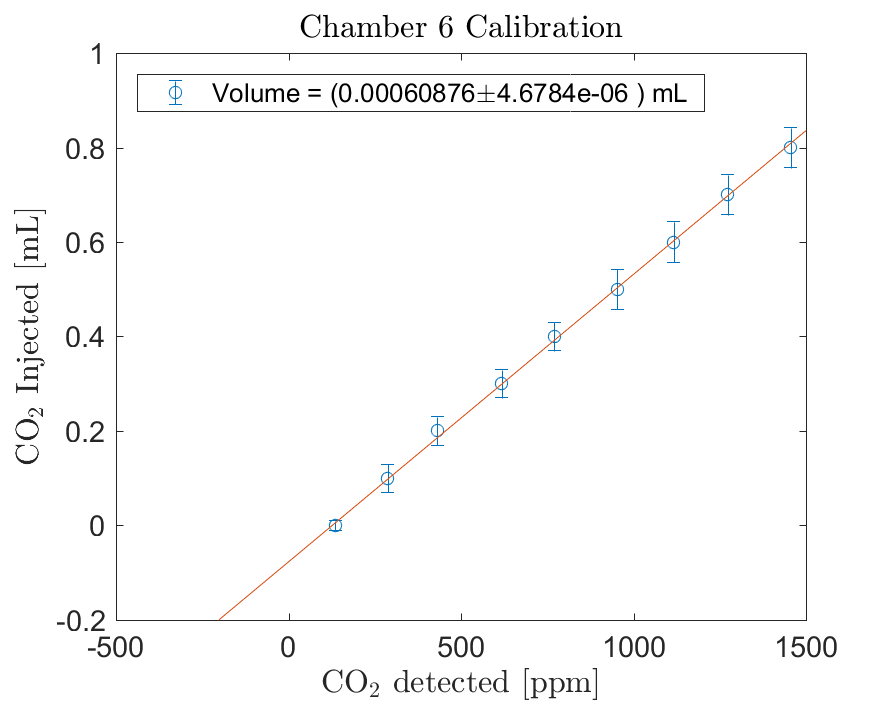 Chamber 6 Calibration
Volume = (0.00060876±4.6784e-06 ) mL
CO₂ Injected [mL]
1
0.8
0.6
0.4
0.2
0
-0.2
-500 0 500 1000 1500
CO₂ detected [ppm]